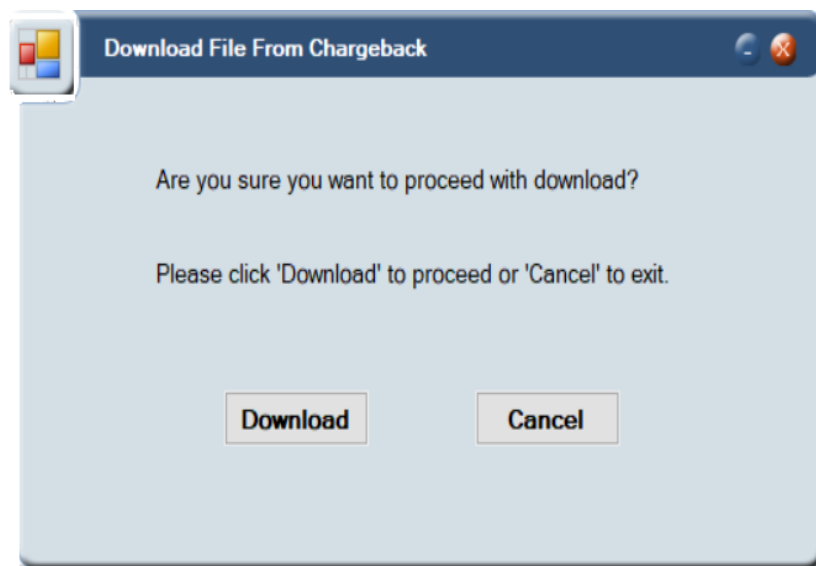 Download File From Chargeback
Are you sure you want to proceed with download?
Please click 'Download' to proceed or 'Cancel' to exit.
Download
Cancel